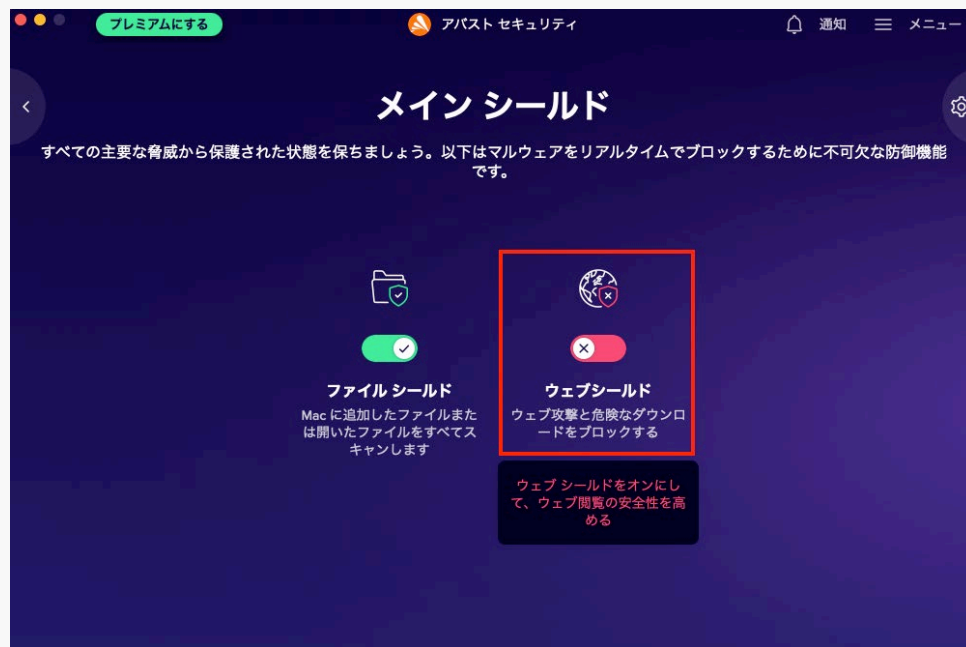 プレミアムにする
アバスト セキュリティ
通知
メニュー
メイン シールド
すべての主要な脅威から保護された状態を保ちましょう。以下はマルウェアをリアルタイムでブロックするために不可欠な防御機能
です。
ファイル シールド
Mac に追加したファイルまた
は開いたファイルをすべてス
キャンします
ウェブシールド
ウェブ攻撃と危険なダウンロ
ードをブロックする
ウェブ シールドをオンにし
て、ウェブ閲覧の安全性を高
める